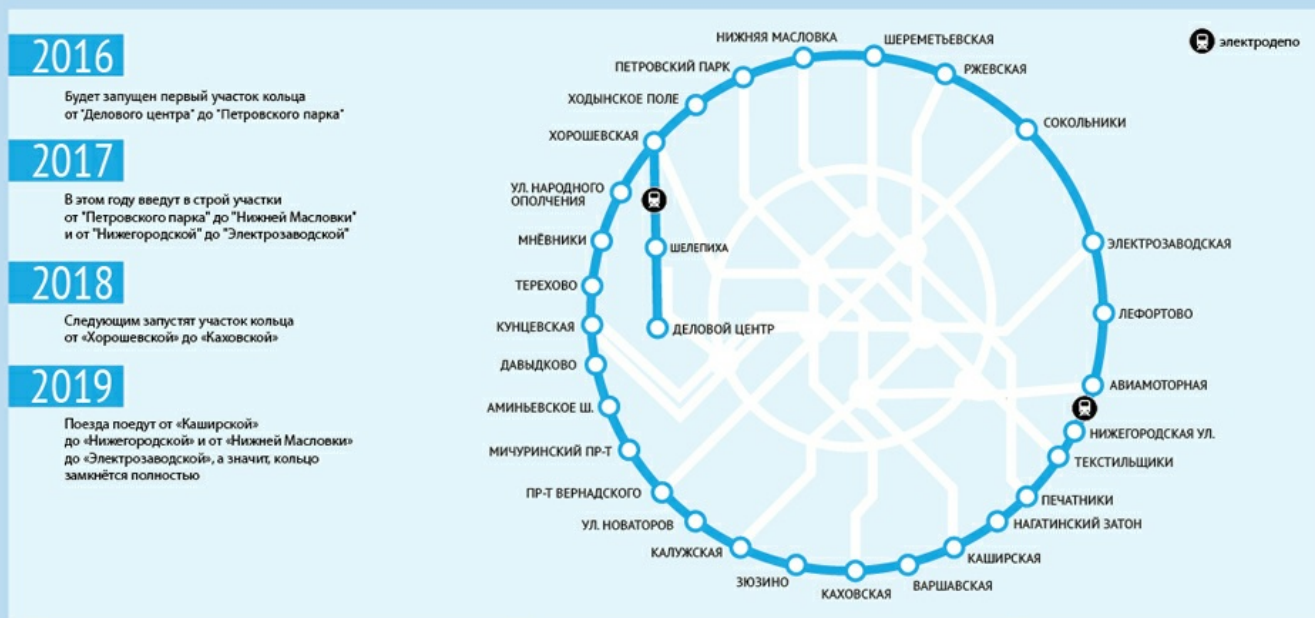 2016
Будет запущен первый участок кольца
от "Делового центра" до "Петровского парка"
2017
В этом году введут в строй участки
от "Петровского парка" до "Нижней Масловки"
и от "Нижегородской" до "Электрозаводской"
2018
Следующим запустят участок кольца
от «Хорошевской» до «Каховской»
2019
Поезда поедут от «Каширской»
до «Нижегородской» и от «Нижней Масловки»
до «Электрозаводской», а значит, кольцо
замкнётся полностью
электродепо
НИЖНЯЯ МАСЛОВКА
ШЕРЕМЕТЬЕВСКАЯ
ПЕТРОВСКИЙ ПАРК
РЖЕВСКАЯ
ХОДЫНСКОЕ ПОЛЕ
СОКОЛЬНИКИ
ХОРОШЕВСКАЯ
УЛ. НАРОДНОГО
ОПОЛЧЕНИЯ
МНЁВНИКИ
ШЕЛЕПИХА
ЭЛЕКТРОЗАВОДСКАЯ
ТЕРЕХОВО
ЛЕФОРТОВО
КУНЦЕВСКАЯ
ДЕЛОВОЙ ЦЕНТР
ДАВЫДКОВО
АВИАМОТОРНАЯ
АМИНЬЕВСКОЕ Ш.
НИЖЕГОРОДСКАЯ УЛ.
МИЧУРИНСКИЙ ПР-Т
ТЕКСТИЛЬЩИКИ
ПР-Т ВЕРНАДСКОГО
ПЕЧАТНИКИ
УЛ. НОВАТОРОВ
НАГАТИНСКИЙ ЗАТОН
КАЛУЖСКАЯ
КАШИРСКАЯ
ЗЮЗИНО
ВАРШАВСКАЯ
КАХОВСКАЯ